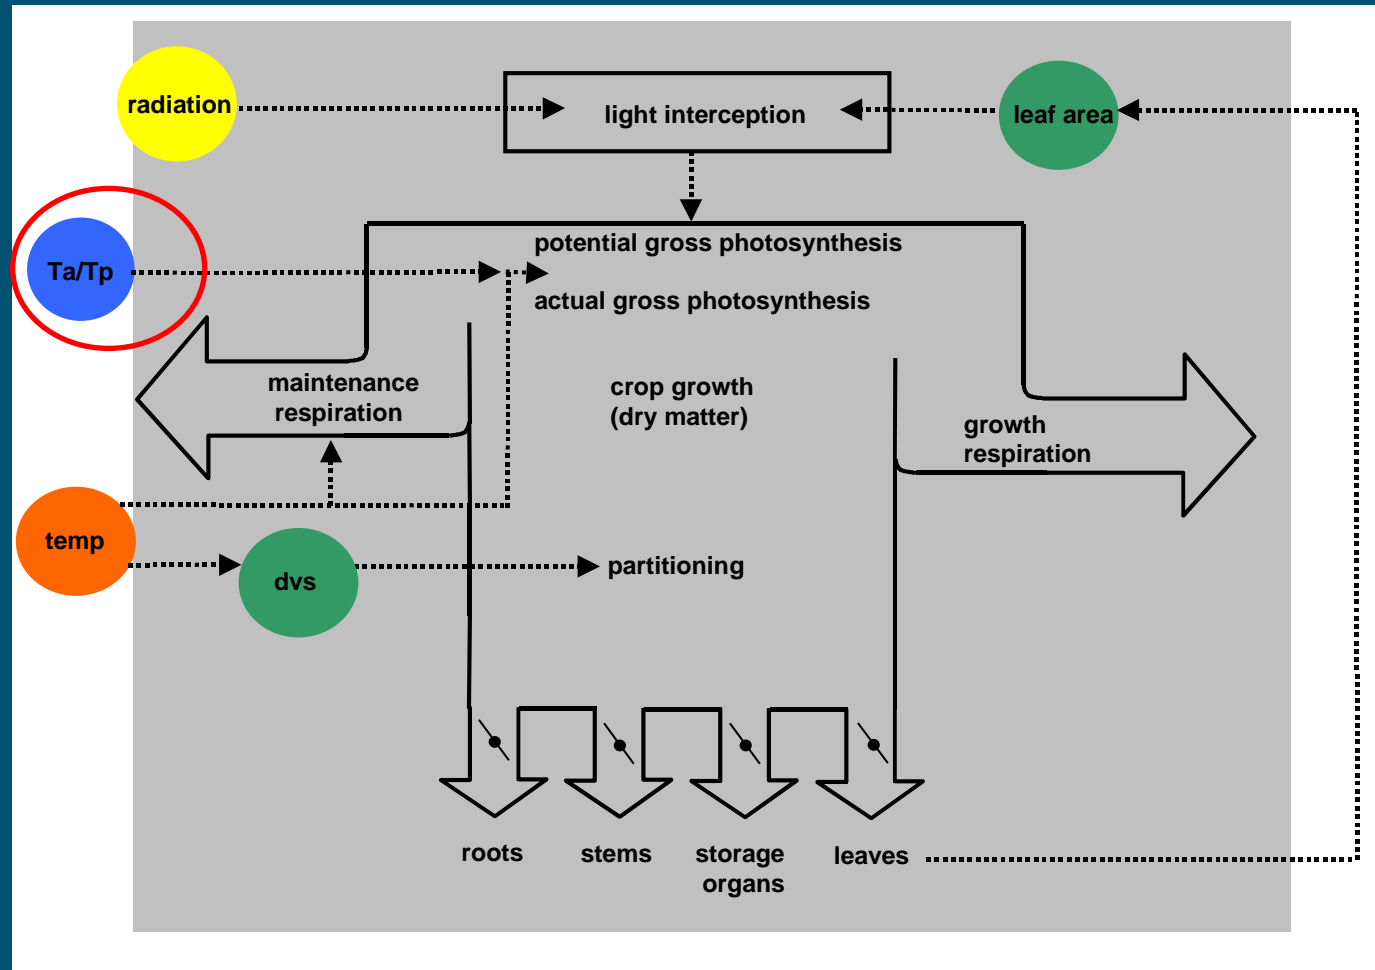 radiation
light interception
leaf area
potential gross photosynthesis
Ta/Tp
actual gross photosynthesis
maintenance
respiration
crop growth
(dry matter)
growth
respiration
temp
dvs
partitioning
roots
stems
storage
organs
leaves